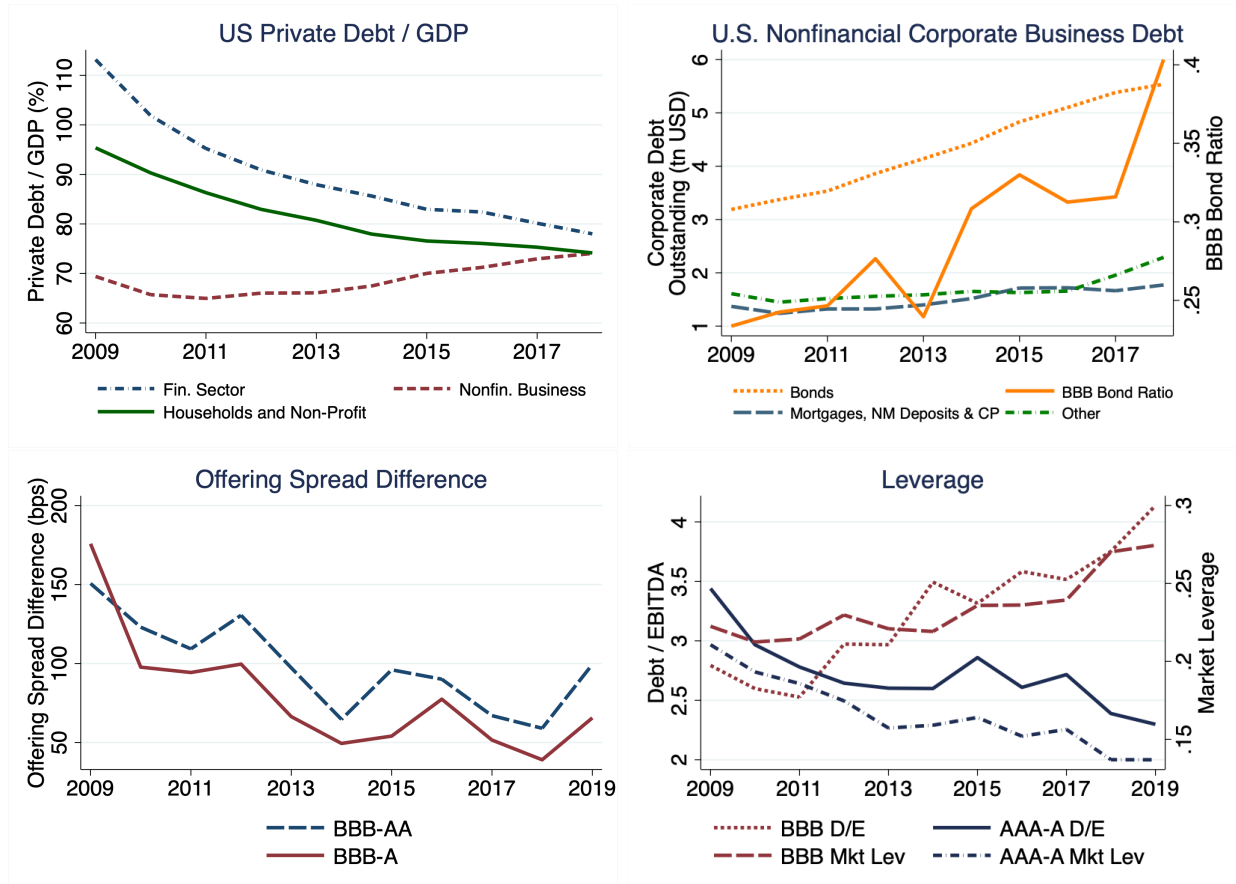 US Private Debt / GDP
Private Debt / GDP (%)
110
100
90
80
70
60
2009 2011 2013 2015 2017
Fin. Sector
Nonfin. Business
Households and Non-Profit
U.S. Nonfinancial Corporate Business Debt
Corporate Debt
Outstanding (tn USD)
6
5
4
3
2
1
.4
.35
.3
.25
BBB Bond Ratio
2009 2011 2013 2015 2017
Bonds
BBB Bond Ratio
Mortgages, NM Deposits & CP
Other
Offering Spread Difference
Offering Spread Difference (bps)
200
150
100
50
2009 2011 2013 2015 2017 2019
BBB-AA
BBB-A
Leverage
Debt / EBITDA
4
3.5
3
2.5
2
.3
.25
.2
.15
Market Leverage
2009 2011 2013 2015 2017 2019
BBB D/E
AAA-A D/E
BBB Mkt Lev
AAA-A Mkt Lev